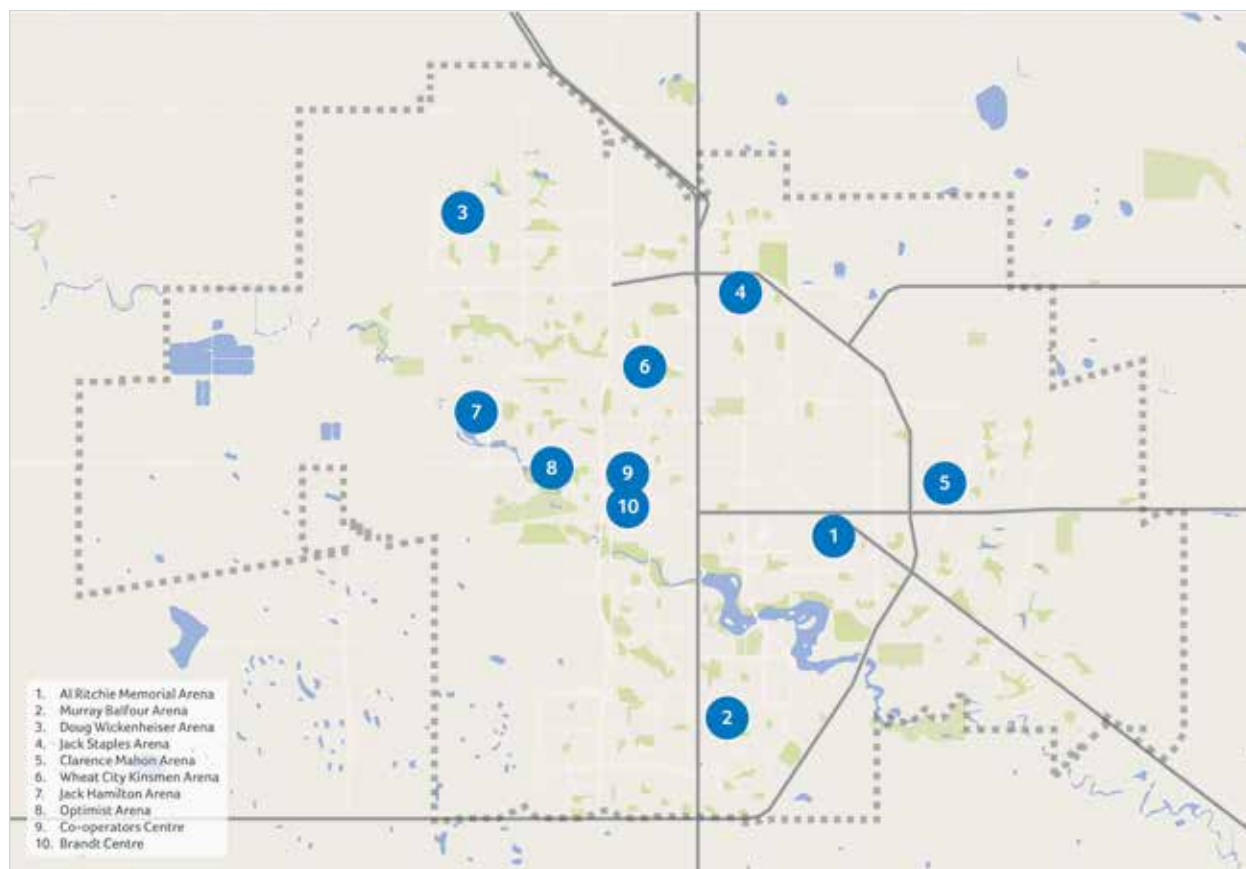 3
4
6
7
8
9
5
10
1
2
1. Al Ritchie Memorial Arena
2. Murray Balfour Arena
3. Doug Wickenheiser Arena
4. Jack Staples Arena
5. Clarence Mahon Arena
6. Wheat City Kinsmen Arena
7. Jack Hamilton Arena
8. Optimist Arena
9. Co-operators Centre
10. Brandt Centre